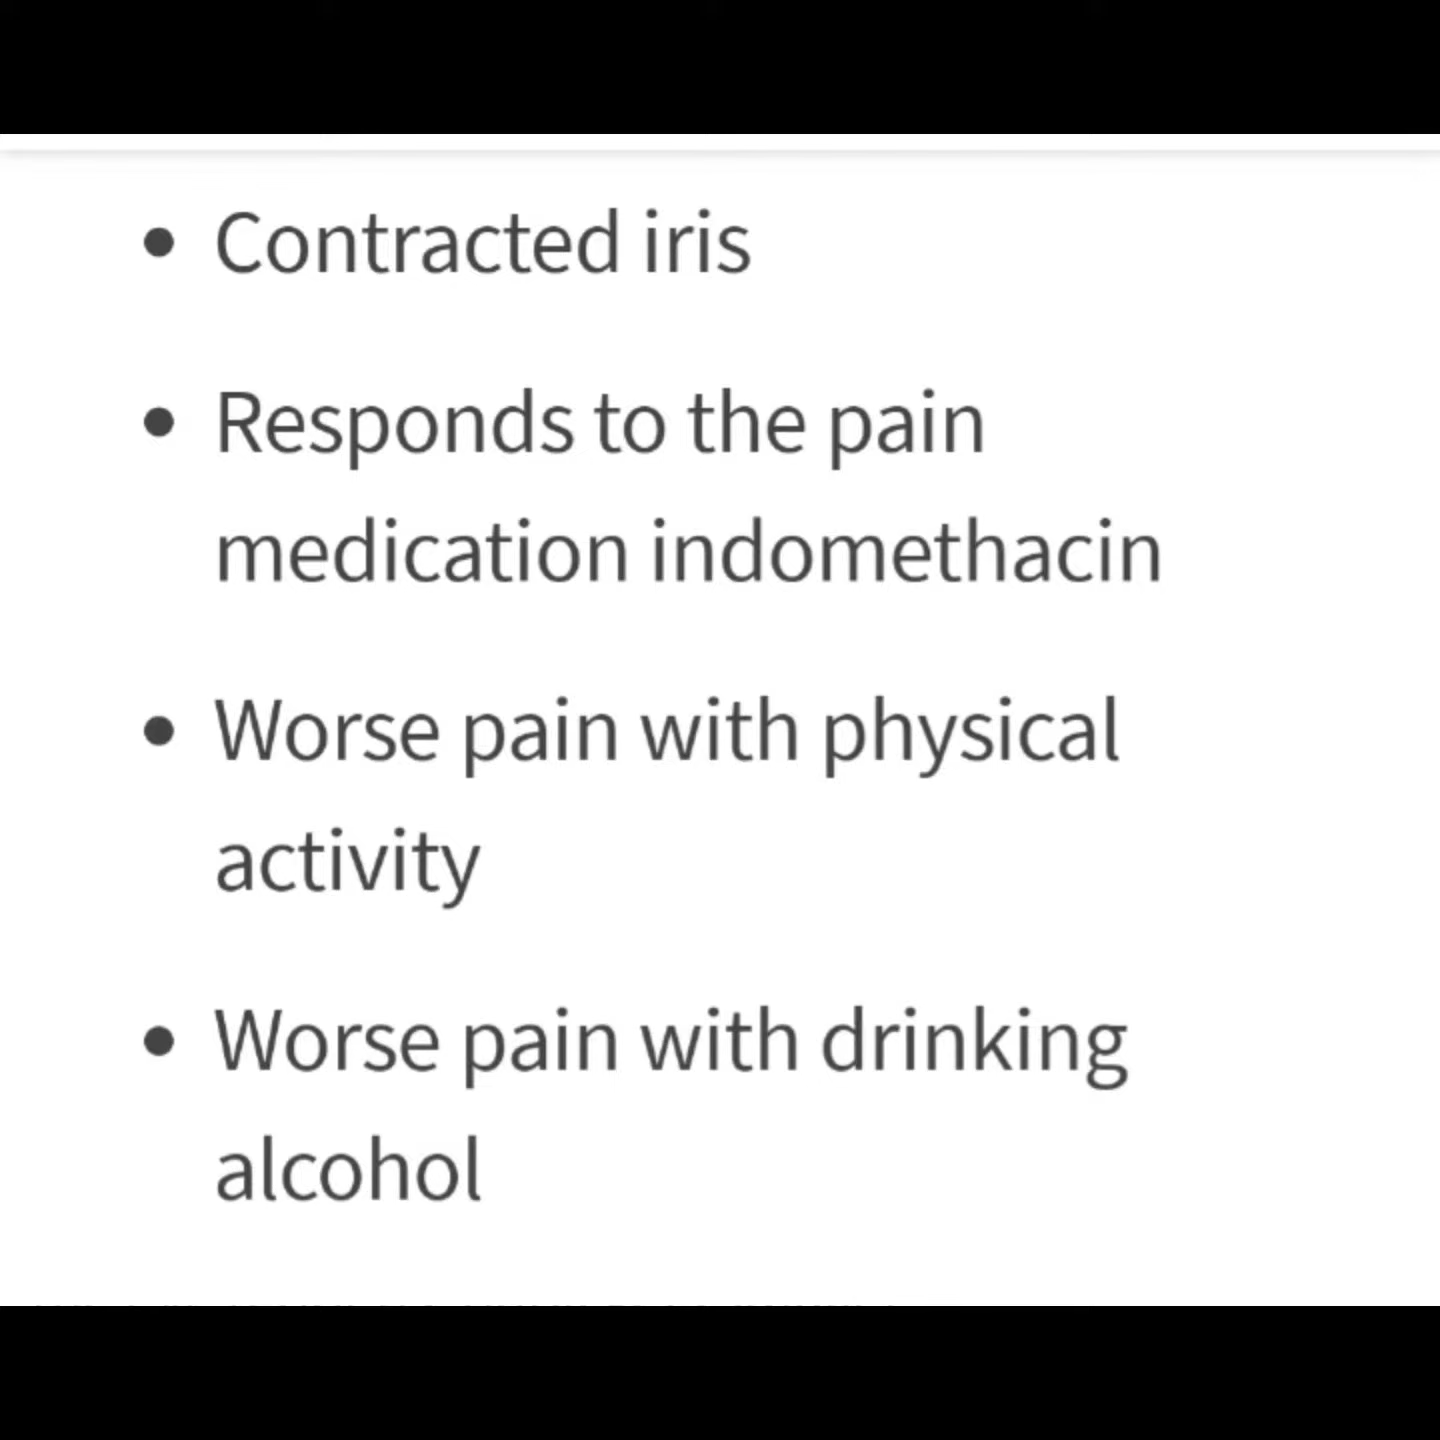 • Contracted iris
• Responds to the pain
medication indomethacin
• Worse pain with physical
activity
• Worse pain with drinking
alcohol